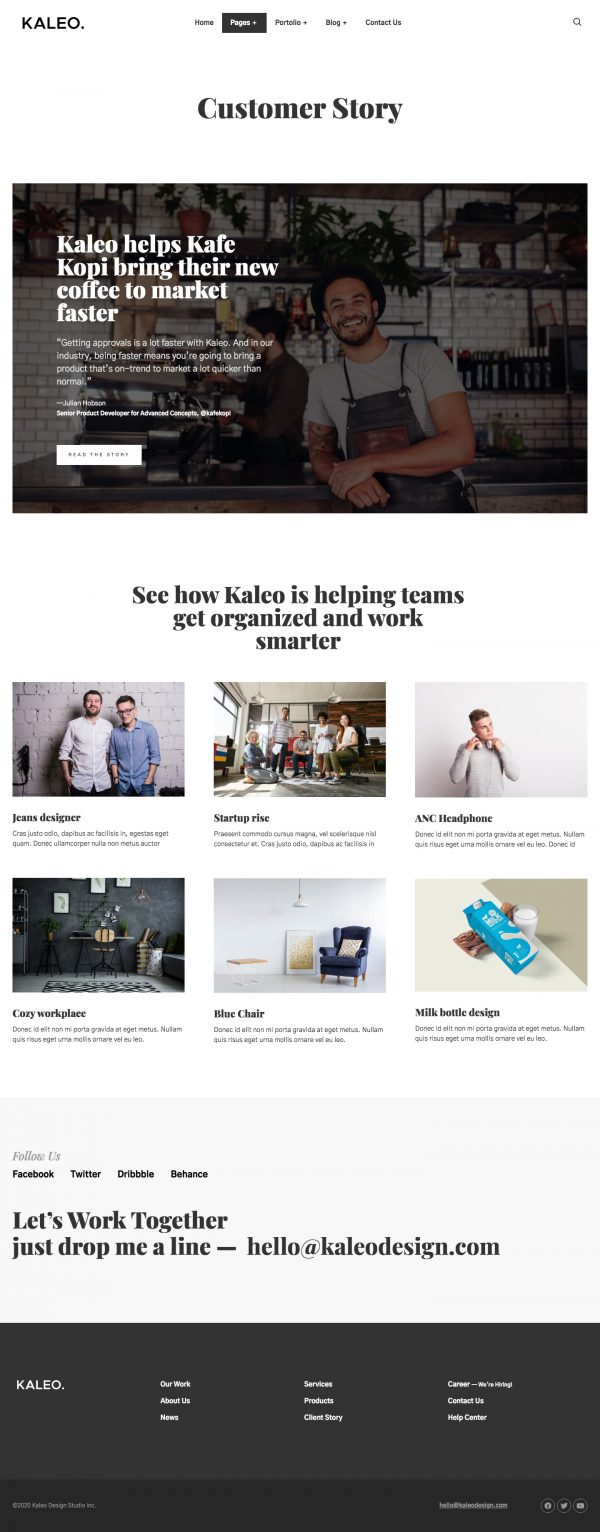 KALEO.
Home
Pages +
Portolio +
Blog +
Contact Us
Customer Story
Kaleo helps Kafe
Kopi bring their new
coffee to market
faster
“Getting approvals is a lot faster with Kaleo. And in our
industry, being faster means you’re going to bring a
product that’s on-trend to market a lot quicker than
normal.”
—Julian Hobson
Senior Product Developer for Advanced Concepts, @kafekopi
READ THE STORY
See how Kaleo is helping teams
get organized and work
smarter
Jeans designer
Cras justo odio, dapibus ac facilisis in, egestas eget
quam. Donec ullamcorper nulla non metus auctor
Startup rise
Praesent commodo cursus magna, vel scelerisque nisl
consectetur et. Cras justo odio, dapibus ac facilisis in
ANC Headphone
Donec id elit non mi porta gravida at eget metus. Nullam
quis risus eget urna mollis ornare vel eu leo. Donec id
Cozy workplace
Donec id elit non mi porta gravida at eget metus. Nullam
quis risus eget urna mollis ornare vel eu leo.
Blue Chair
Donec id elit non mi porta gravida at eget metus. Nullam
quis risus eget urna mollis ornare vel eu leo.
MILK
Milk bottle design
Donec id elit non mi porta gravida at eget metus. Nullam
quis risus eget urna mollis ornare vel eu leo.
Follow Us
Facebook
Twitter
Dribbble
Behance
Let’s Work Together
just drop me a line — hello@kaleodesign.com
KALEO.
Our Work
About Us
News
Services
Products
Client Story
Career — We’re Hiring!
Contact Us
Help Center
©2020 Kaleo Design Studio Inc.
hello@kaleodesign.com